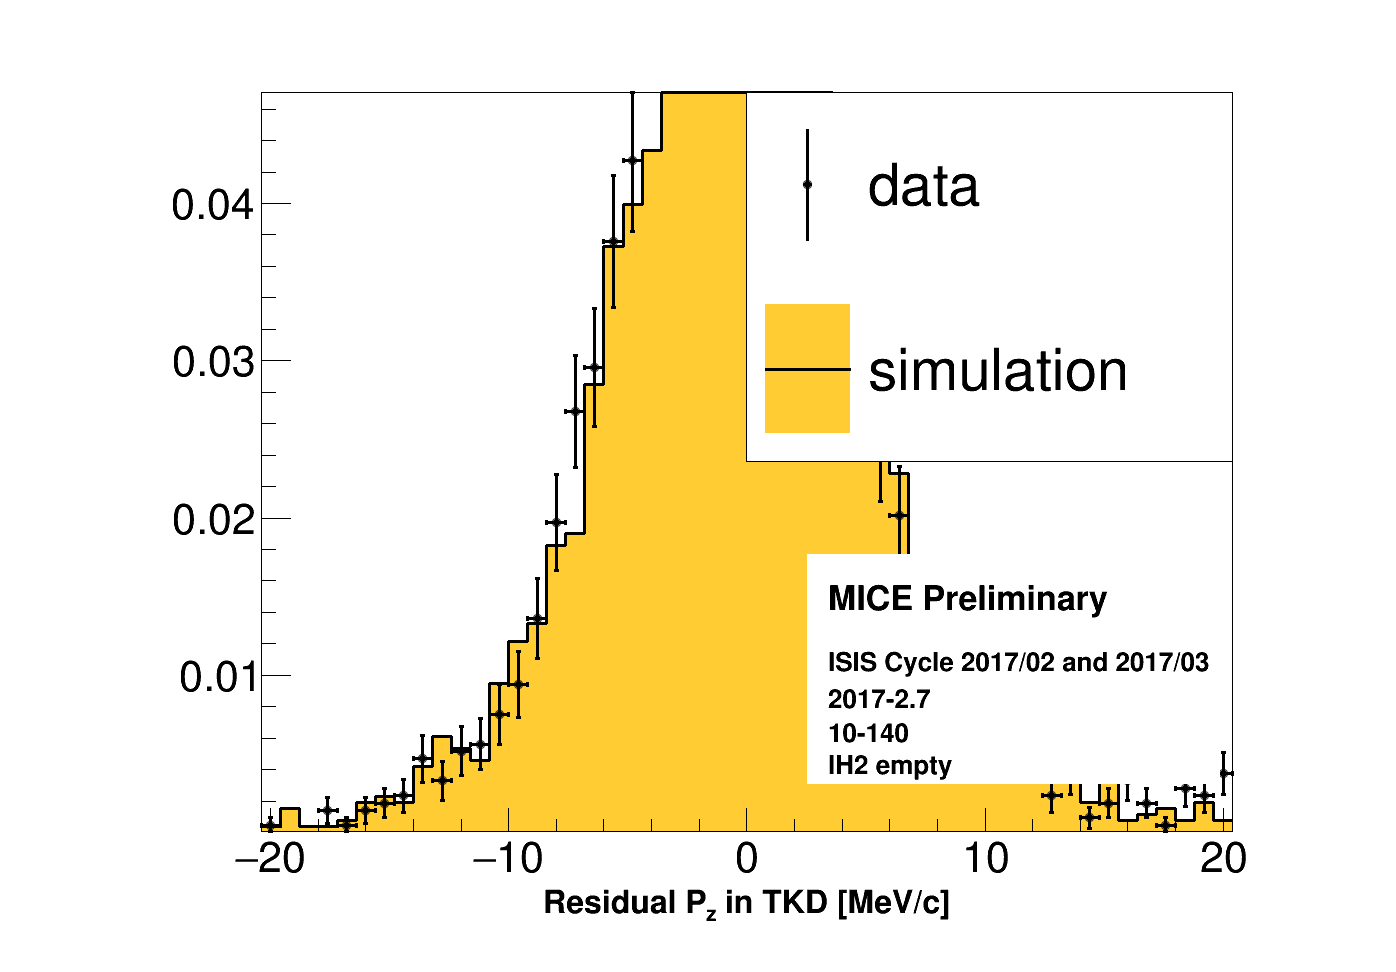 data
simulation
MICE Preliminary
ISIS Cycle 2017/02 and 2017/03
2017-2.7
10-140
IH2 empty
0.04
0.03
0.02
0.01
−20 −10 0 10 20
Residual Pz in TKD [MeV/c]